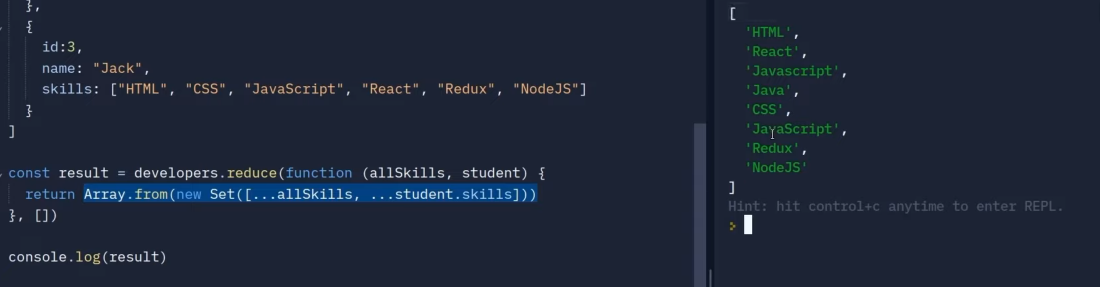 },
{
id:3,
name: "Jack",
skills: ["HTML", "CSS", "JavaScript", "React", "Redux", "NodeJS"]
}
]
const result = developers.reduce(function (allSkills, student) {
return Array.from(new Set([...allSkills, ...student.skills]))
}, [])
console.log(result)
[
'HTML',
'React',
'Javascript',
'Java',
'CSS',
'JavaScript',
'Redux',
'NodeJS'
]
Hint: hit control+c anytime to enter REPL.
>